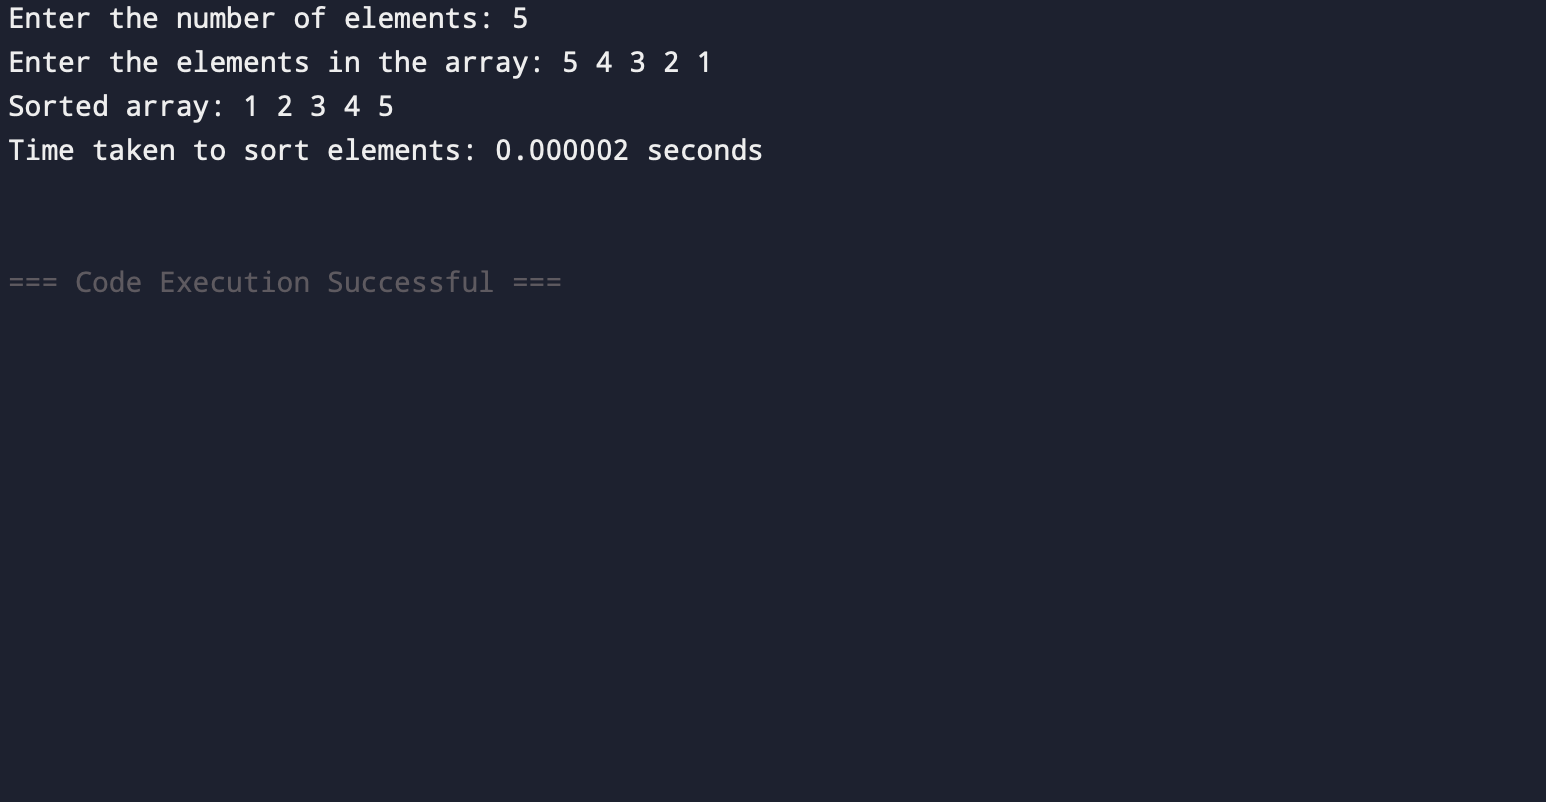 Enter the number of elements: 5
Enter the elements in the array: 5 4 3 2 1
Sorted array: 1 2 3 4 5
Time taken to sort elements: 0.000002 seconds
=== Code Execution Successful ===